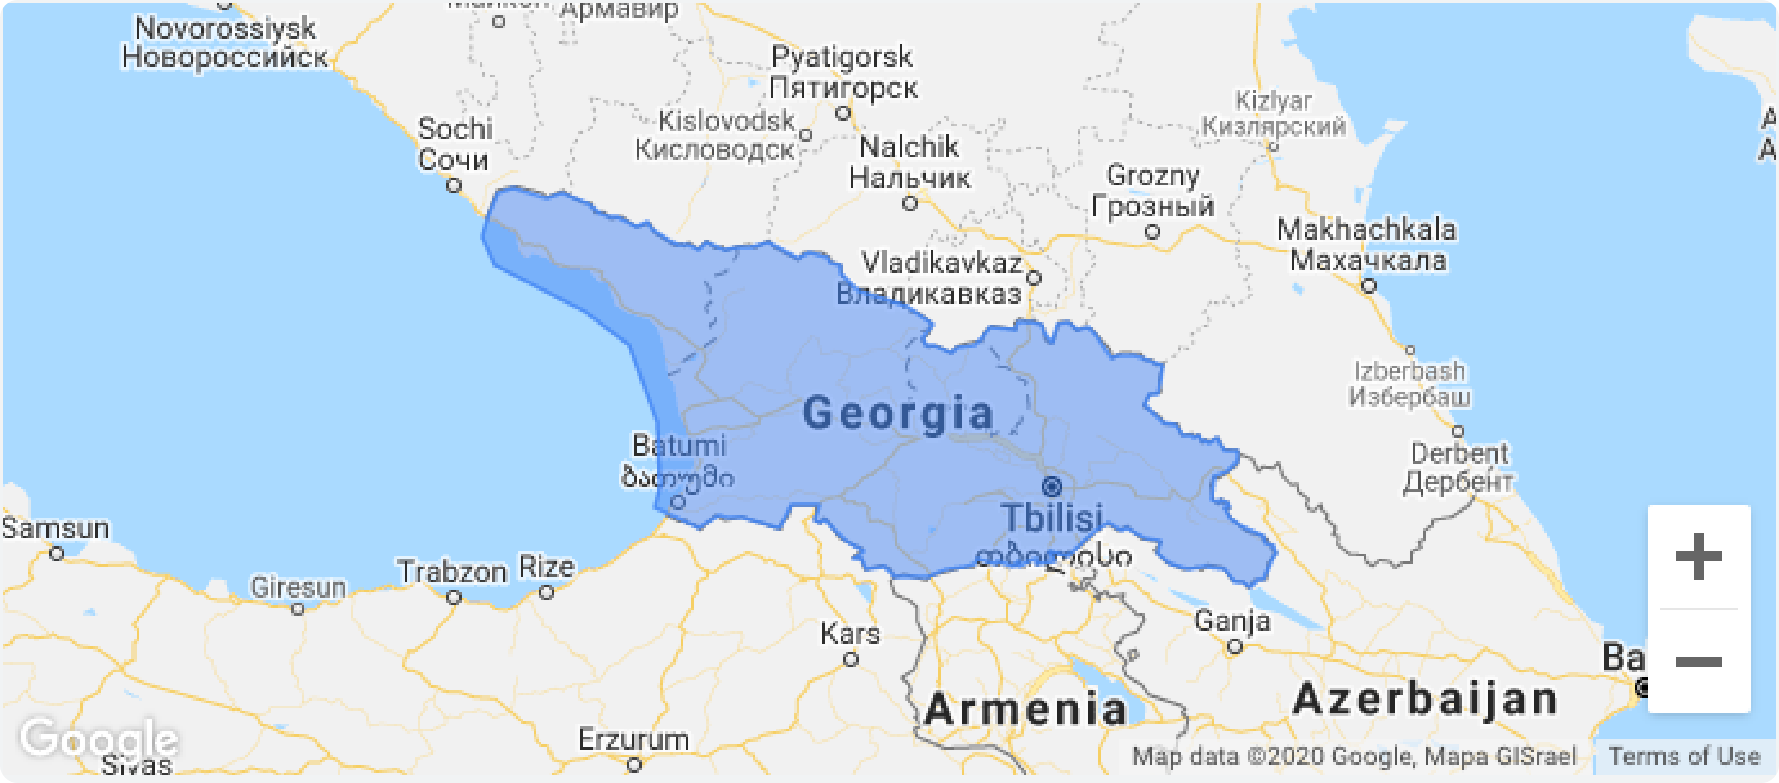 Армавир
Novorossiysk
Новороссийск
Pyatigorsk
Пятигорск
Kislovodsk
Кисловодск
Sochi
Сочи
Nalchik
Нальчик
Kizlyar
Кизлярский
Grozny
Грозный
Makhachkala
Махачкала
Vladikavkaz
Владикавказ
Izberbash
Избербаш
Georgia
Batumi
ბათუმი
Derbent
Дербент
Tbilisi
თბილისი
Samsun
Giresun
Trabzon
Rize
Kars
Ganja
Ba
Armenia
Azerbaijan
Erzurum
Google
Sivas
Map data ©2020 Google, Mapa GISrael
Terms of Use